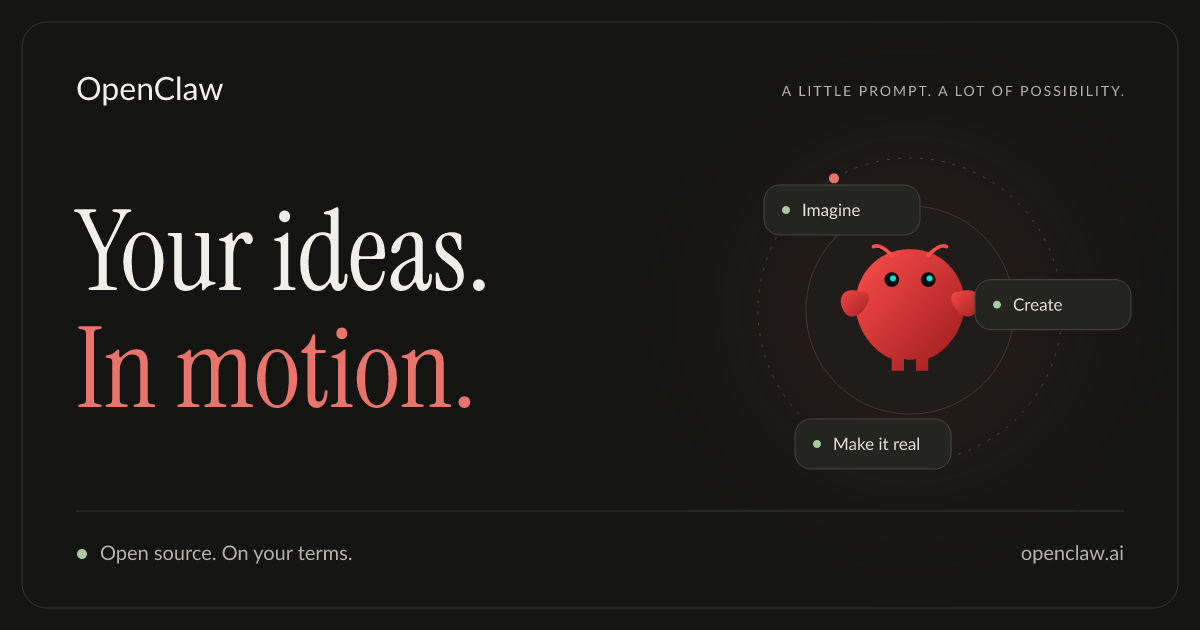 OpenClaw
A LITTLE PROMPT. A LOT OF POSSIBILITY.
Your ideas.
In motion.
Imagine
Create
Make it real
Open source. On your terms.
openclaw.ai